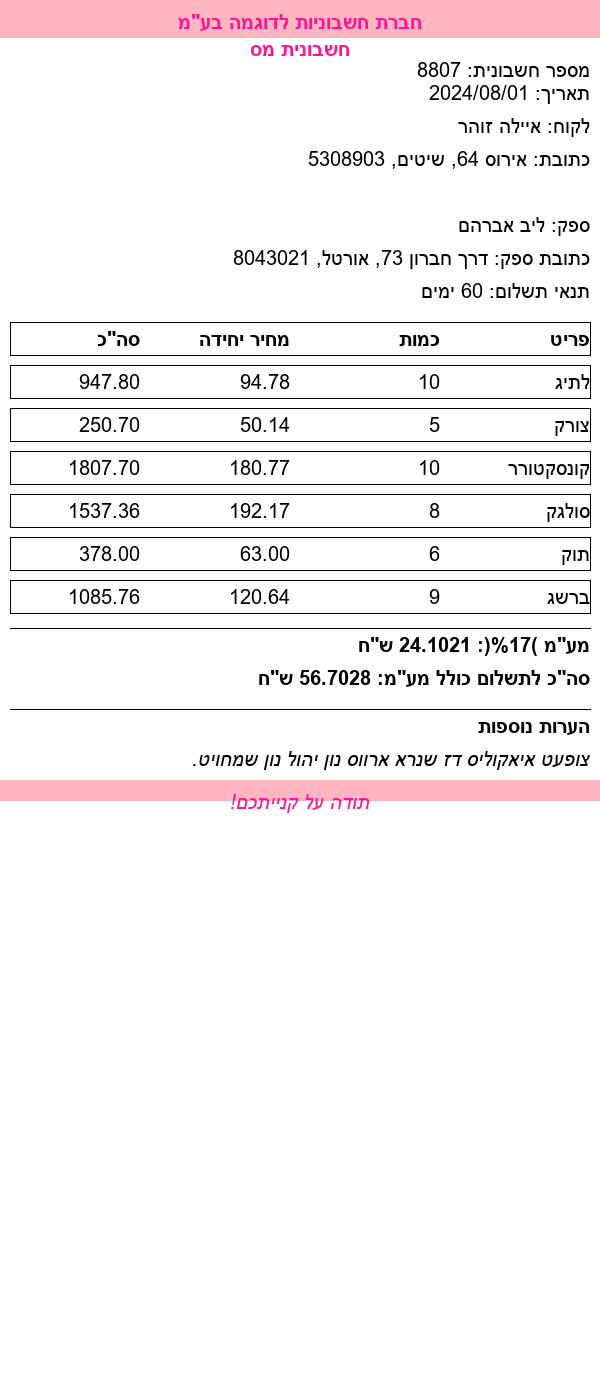 חברת חשבוניות לדוגמה בע"מ
חשבונית מס
מספר חשבונית: 8807
תאריך: 2024/08/01
לקוח: איילה זוהר
כתובת: אירוס 64, שיטים, 5308903
ספק: ליב אברהם
כתובת ספק: דרך חברון 73, אורטל, 8043021
תנאי תשלום: 60 ימים
פריט כמות מחיר יחידה סה"כ
לתיג 10 94.78 947.80
צורק 5 50.14 250.70
קונסקטורר 10 180.77 1807.70
סולגק 8 192.17 1537.36
תוק 6 63.00 378.00
ברשג 9 120.64 1085.76
מע"מ )17%(: 24.1021 ש"ח
סה"כ לתשלום כולל מע"מ: 56.7028 ש"ח
הערות נוספות
צופעט איאקוליס דז שנרא ארווס נון יהול נון שמחויט.
תודה על קנייתכם!